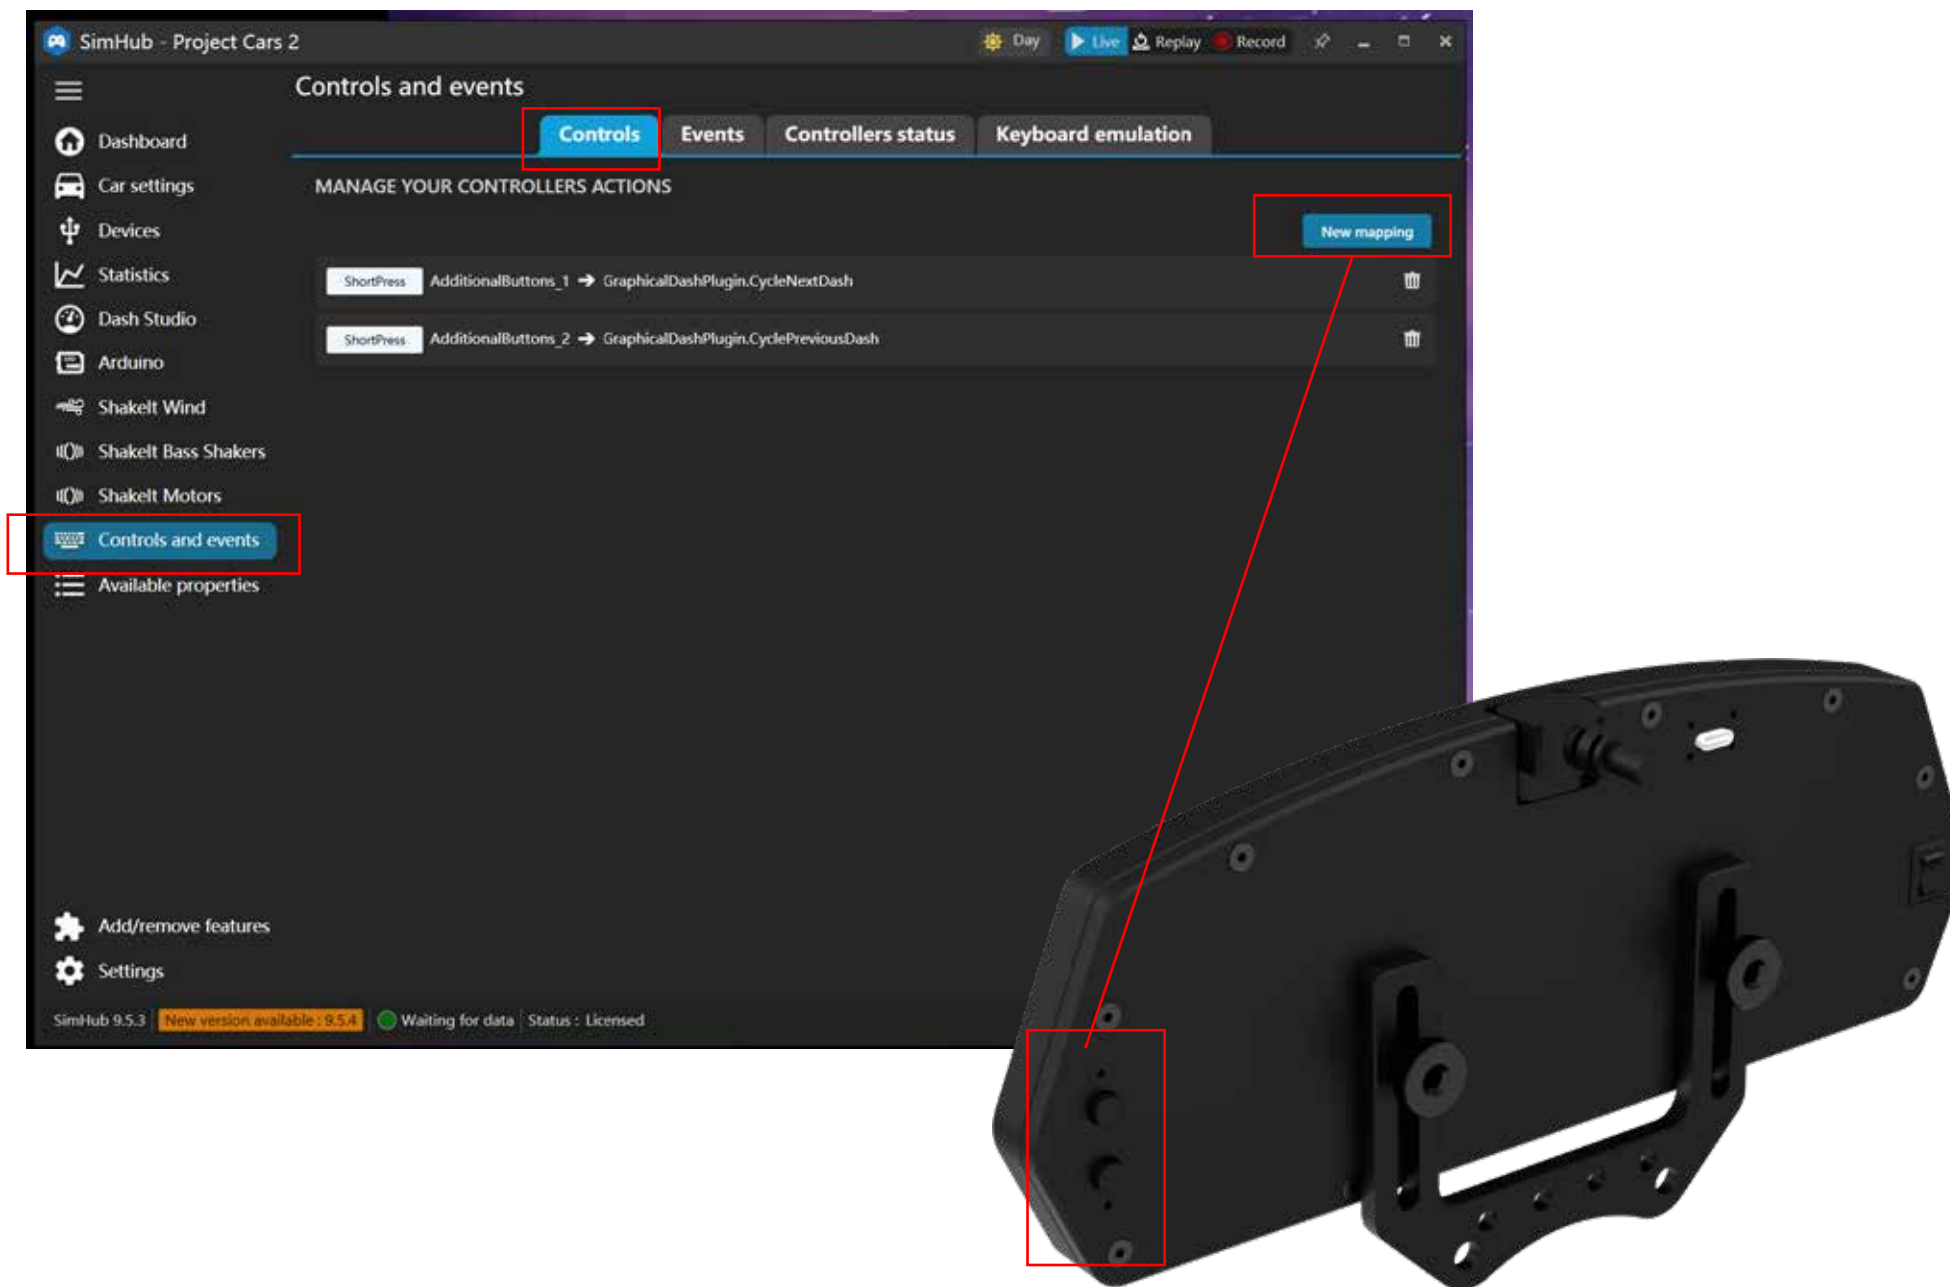 SimHub - Project Cars 2
Day
Live
Replay
Record
Controls and events
Controls
Events
Controllers status
Keyboard emulation
MANAGE YOUR CONTROLLERS ACTIONS
New mapping
ShortPress AdditionalButtons_1 ➔ GraphicalDashPlugin.CycleNextDash
ShortPress AdditionalButtons_2 ➔ GraphicalDashPlugin.CyclePreviousDash
Dashboard
Car settings
Devices
Statistics
Dash Studio
Arduino
ShakeIt Wind
ShakeIt Bass Shakers
ShakeIt Motors
Controls and events
Available properties
Add/remove features
Settings
SimHub 9.5.3 New version available : 9.5.4 Waiting for data Status : Licensed